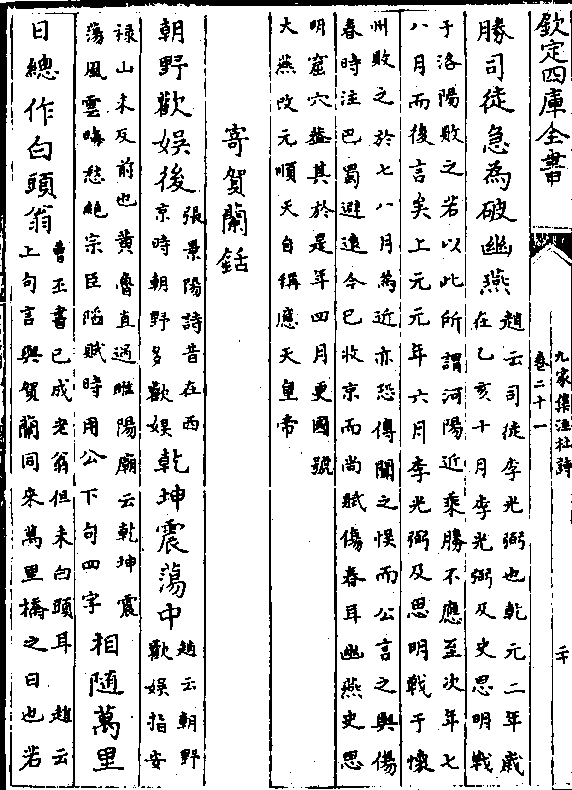 欽定四庫全書
九家集注杜詩
卷二十一
二十
勝司徒急為破幽燕
趙云司徒李光弼也乾元二年歲
在乙亥十月李光弼及史思明戰
于洛陽敗之若以此所謂河陽近乘勝不應至次年七
八月而後言矣上元元年六月李光弼及思明戰于懷
州敗之於七八月為近亦恐傳聞之悞而公言之與傷
春時注巴蜀避遠今已收京而尚賦傷春耳幽燕史思
明窟穴葢其於是年四月更國號
大燕改元順天自稱應天皇帝
寄賀蘭銛
朝野歡娯後
張景陽詩昔在西
京時朝野多歡娯
乾坤震蕩中
趙云朝野
歡娯指安
禄山未反前也黄魯直過睢陽廟云乾坤震
蕩風雲晦愁絶宗臣陷賊時用公下句四字
相隨萬里
日總作白頭翁
曹丕書已成老翁但未白頭耳 趙云
上句言與賀蘭同來萬里橋之日也若